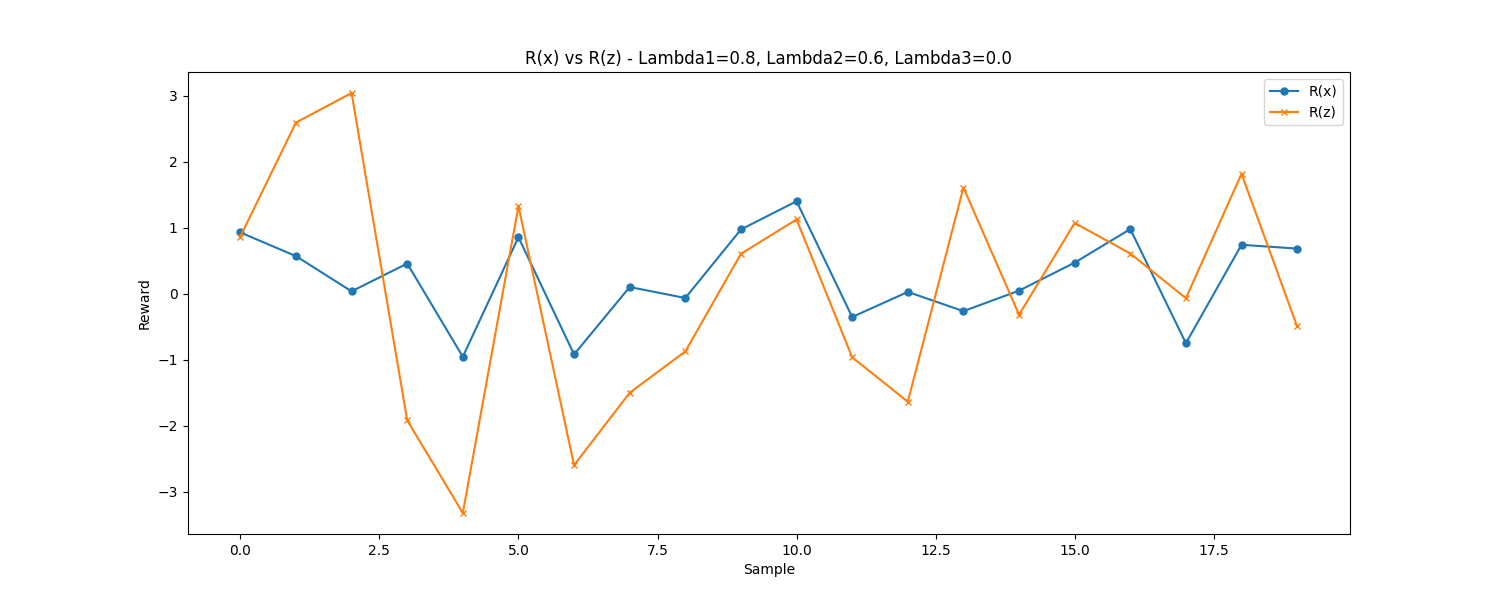 R(x) vs R(z) - Lambda1=0.8, Lambda2=0.6, Lambda3=0.0
R(x)
R(z)
3
2
1
0
−1
−2
−3
Reward
0.0 2.5 5.0 7.5 10.0 12.5 15.0 17.5
Sample